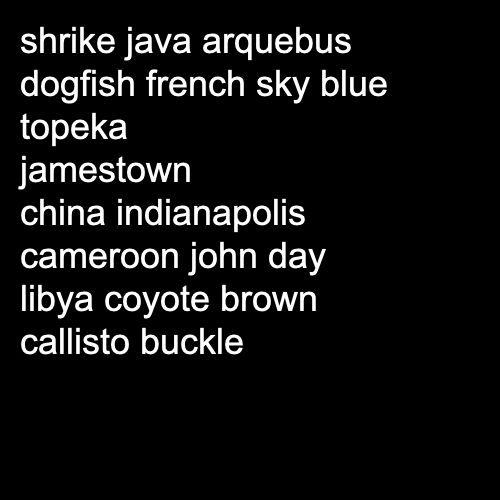 shrike java arquebus
dogfish french sky blue
topeka
jamestown
china indianapolis
cameroon john day
libya coyote brown
callisto buckle